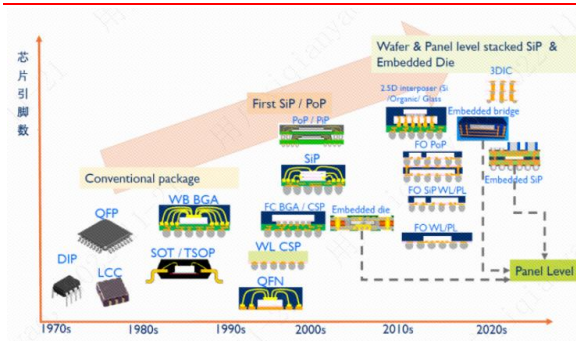 芯片引脚数
Wafer & Panel level stacked SiP &
Embedded Die
3DIC
2.5D interposer (Si
/Organic/ Glass
Embedded bridge
First SiP / PoP
PoP / PiP
FO PoP
SiP
Embedded SiP
Conventional package
WB BGA
FO SiP WL/PL
QFP
FC BGA / CSP
Embedded die
FO WL/PL
DIP
LCC
SOT / TSOP
WL CSP
Panel Level
QFN
1970s
1980s
1990s
2000s
2010s
2020s